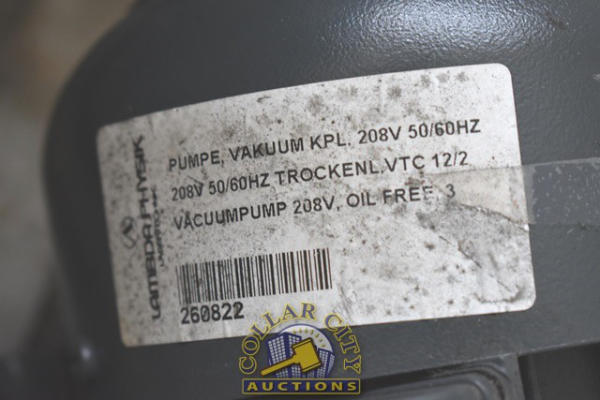 LAMBDA PHYSIK
PUMPE, VAKUUM KPL. 208V 50/60HZ
208V 50/60HZ TROCKENL.VTC 12/2
VACUUMPUMP 208V, OIL FREE, 3
260822
COLLAR CITY
AUCTIONS